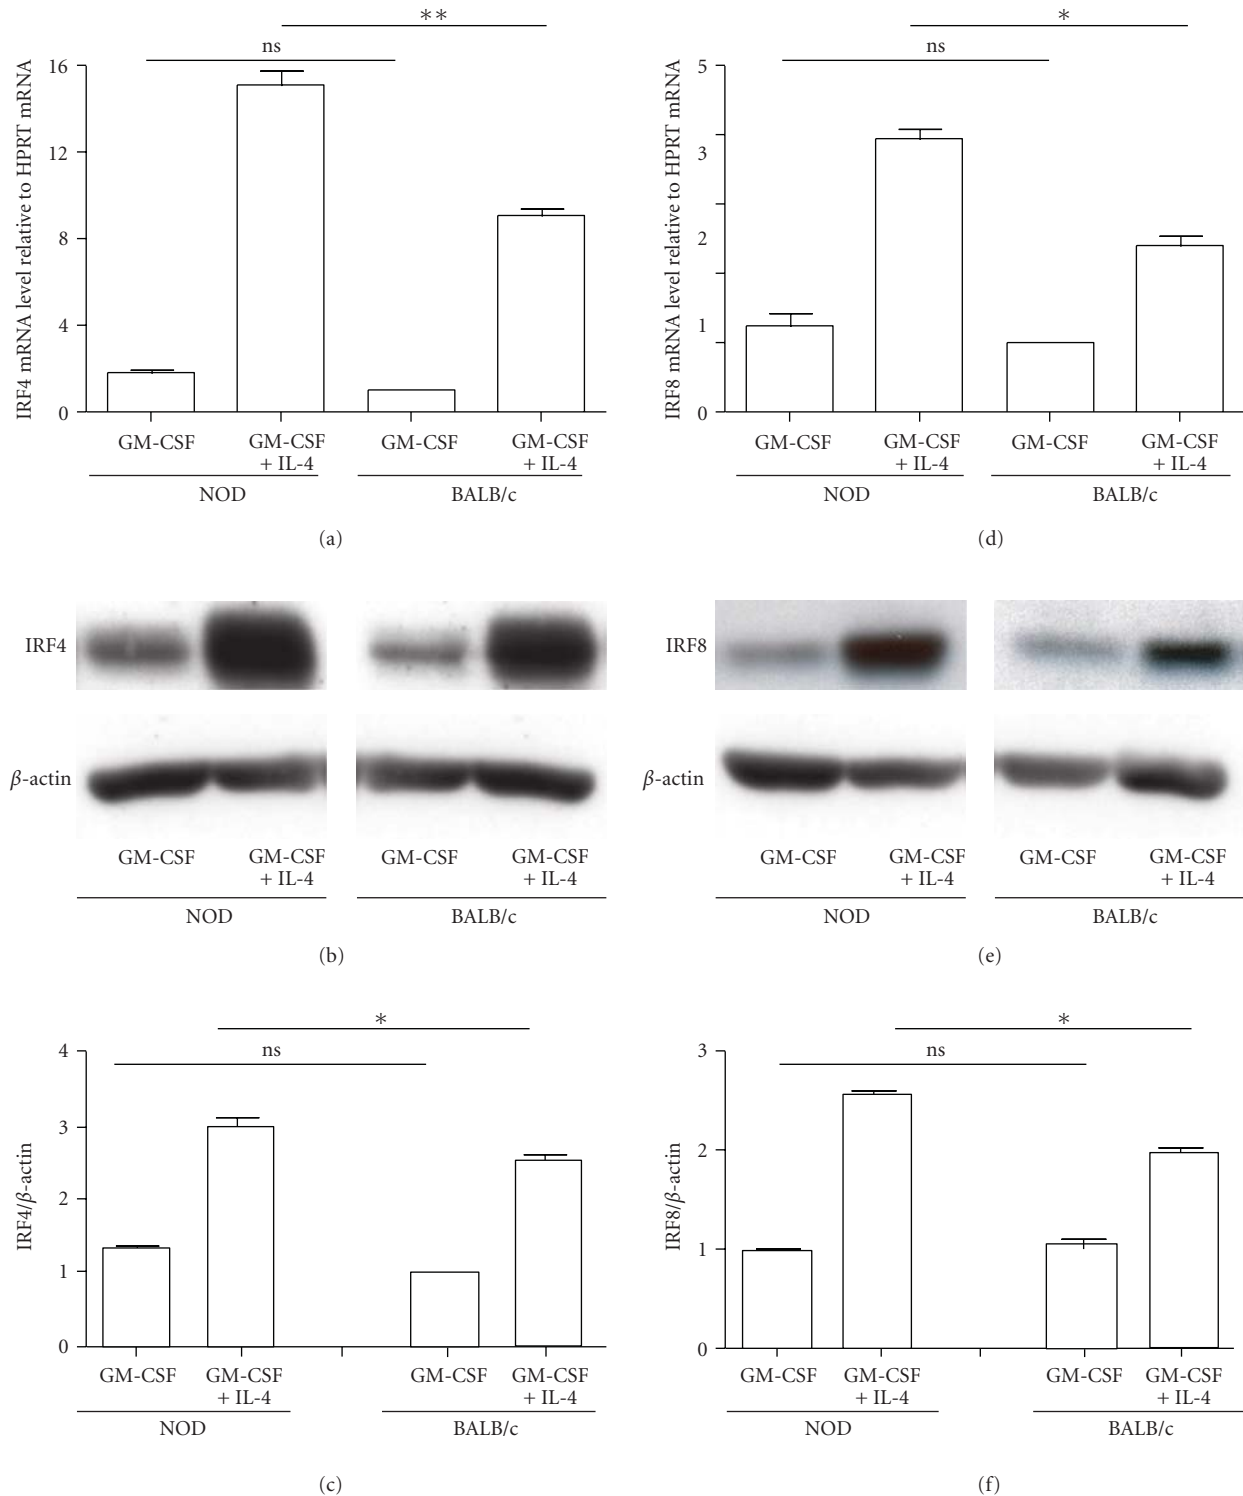 **
ns
IRF4 mRNA level relative to HPRT mRNA
16
12
8
4
0
GM-CSF
GM-CSF
+ IL-4
GM-CSF
GM-CSF
+ IL-4
NOD
BALB/c
(a)
*
ns
IRF8 mRNA level relative to HPRT mRNA
5
3
2
1
0
GM-CSF
GM-CSF
+ IL-4
GM-CSF
GM-CSF
+ IL-4
NOD
BALB/c
(d)
IRF4
β-actin
GM-CSF
GM-CSF
+ IL-4
GM-CSF
GM-CSF
+ IL-4
NOD
BALB/c
(b)
IRF8
β-actin
GM-CSF
GM-CSF
+ IL-4
GM-CSF
GM-CSF
+ IL-4
NOD
BALB/c
(e)
*
ns
IRF4/β-actin
4
3
2
1
0
GM-CSF
GM-CSF
+ IL-4
GM-CSF
GM-CSF
+ IL-4
NOD
BALB/c
(c)
*
ns
IRF8/β-actin
3
2
1
0
GM-CSF
GM-CSF
+ IL-4
GM-CSF
GM-CSF
+ IL-4
NOD
BALB/c
(f)